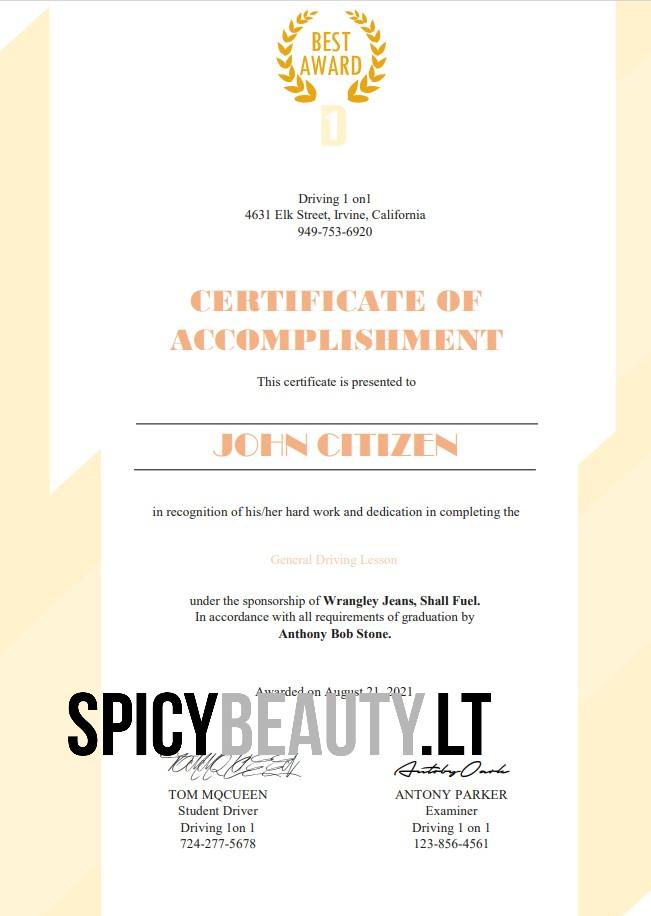 BEST
AWARD
D
1
Driving 1 on1
4631 Elk Street, Irvine, California
949-753-6920
CERTIFICATE OF
ACCOMPLISHMENT
This certificate is presented to
JOHN CITIZEN
in recognition of his/her hard work and dedication in completing the
General Driving Lesson
under the sponsorship of Wrangley Jeans, Shall Fuel.
In accordance with all requirements of graduation by
Anthony Bob Stone.
Awarded on August 21, 2021
SPICYBEAUTY.LT
TOM MQCUEEN
Student Driver
Driving 1on 1
724-277-5678
ANTONY PARKER
Examiner
Driving 1 on 1
123-856-4561